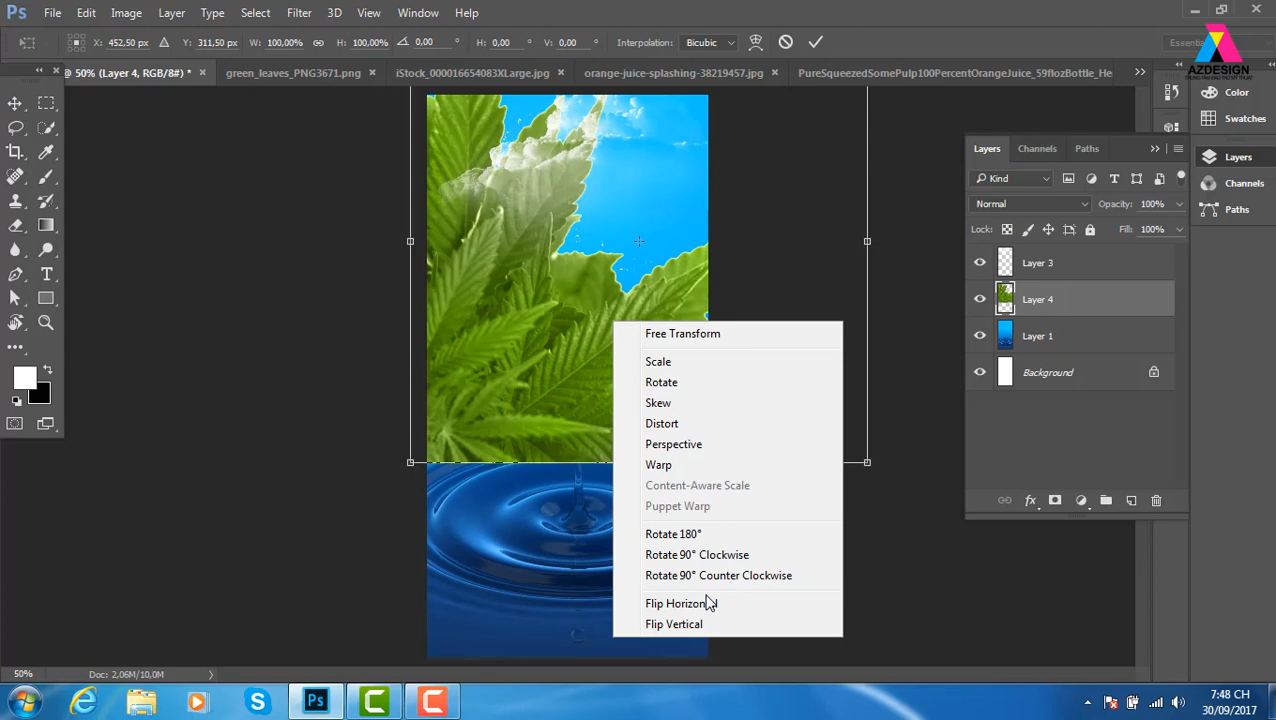 Ps File Edit Image Layer Type Select Filter 3D View Window Help
X: 452,50 px Y: 311,50 px W: 100,00% H: 100,00% 0,00 ° H: 0,00 ° V: 0,00 ° Interpolation: Bicubic
@ 50% (Layer 4, RGB/8#) * × green_leaves_PNG3671.png × iStock_000016654083XLarge.jpg × orange-juice-splashing-38219457.jpg × PureSqueezedSomePulp100PercentOrangeJuice_59flozBottle_He
AZDESIGN
Color
Swatches
Layers
Channels
Paths
Layers Channels Paths
Kind
Normal Opacity: 100%
Lock: Fill: 100%
Layer 3
Layer 4
Layer 1
Background
fx
Free Transform
Scale
Rotate
Skew
Distort
Perspective
Warp
Content-Aware Scale
Puppet Warp
Rotate 180°
Rotate 90° Clockwise
Rotate 90° Counter Clockwise
Flip Horizontal
Flip Vertical
50% Doc: 2,06M/10,0M
7:48 CH
30/09/2017